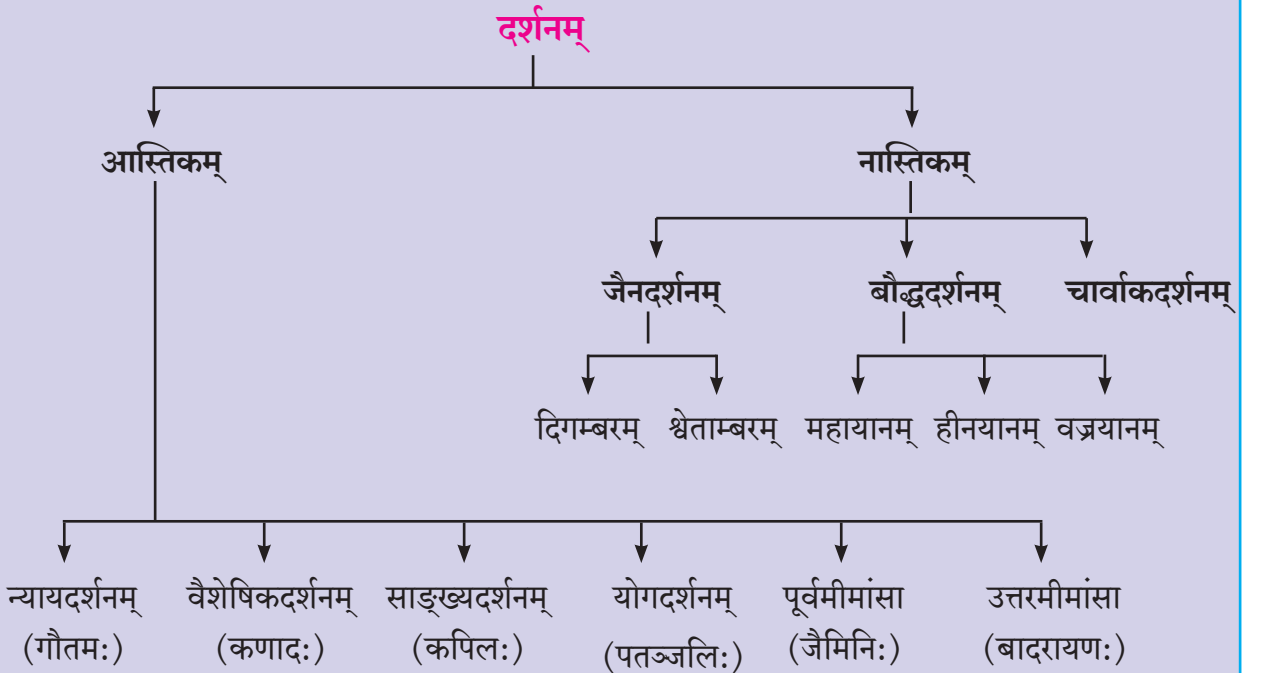 दर्शनम्
आस्तिकम् नास्तिकम्
जैनदर्शनम् बौद्धदर्शनम् चार्वाकदर्शनम्
दिगम्बरम् श्वेताम्बरम् महायानम् हीनयानम् वज्रयानम्
न्यायदर्शनम् वैशेषिकदर्शनम् साङ्ख्यदर्शनम् योगदर्शनम् पूर्वमीमांसा उत्तरमीमांसा
(गौतम:) (कणाद:) (कपिल:) (पतञ्जलि:) (जैमिनि:) (बादरायण:)